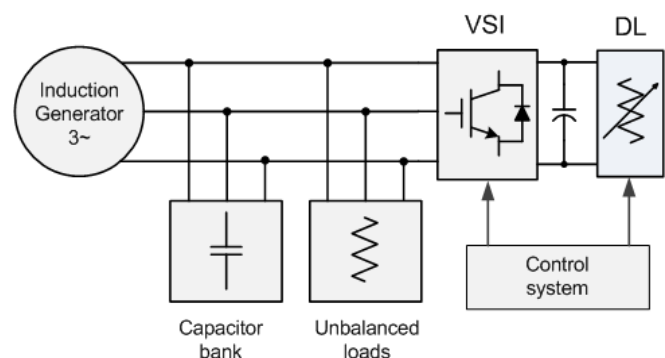 VSI
DL
Induction
Generator
3~
Control
system
Capacitor
bank
Unbalanced
loads